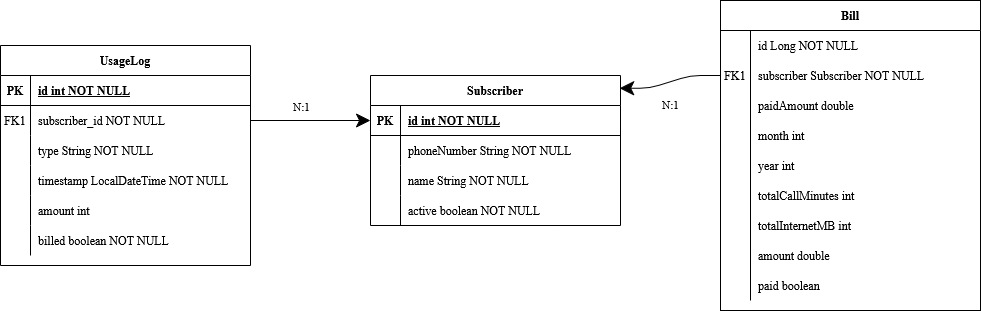 UsageLog
PK id int NOT NULL
FK1 subscriber_id NOT NULL
type String NOT NULL
timestamp LocalDateTime NOT NULL
amount int
billed boolean NOT NULL
N:1
Subscriber
PK id int NOT NULL
phoneNumber String NOT NULL
name String NOT NULL
active boolean NOT NULL
N:1
Bill
id Long NOT NULL
FK1 subscriber Subscriber NOT NULL
paidAmount double
month int
year int
totalCallMinutes int
totalInternetMB int
amount double
paid boolean